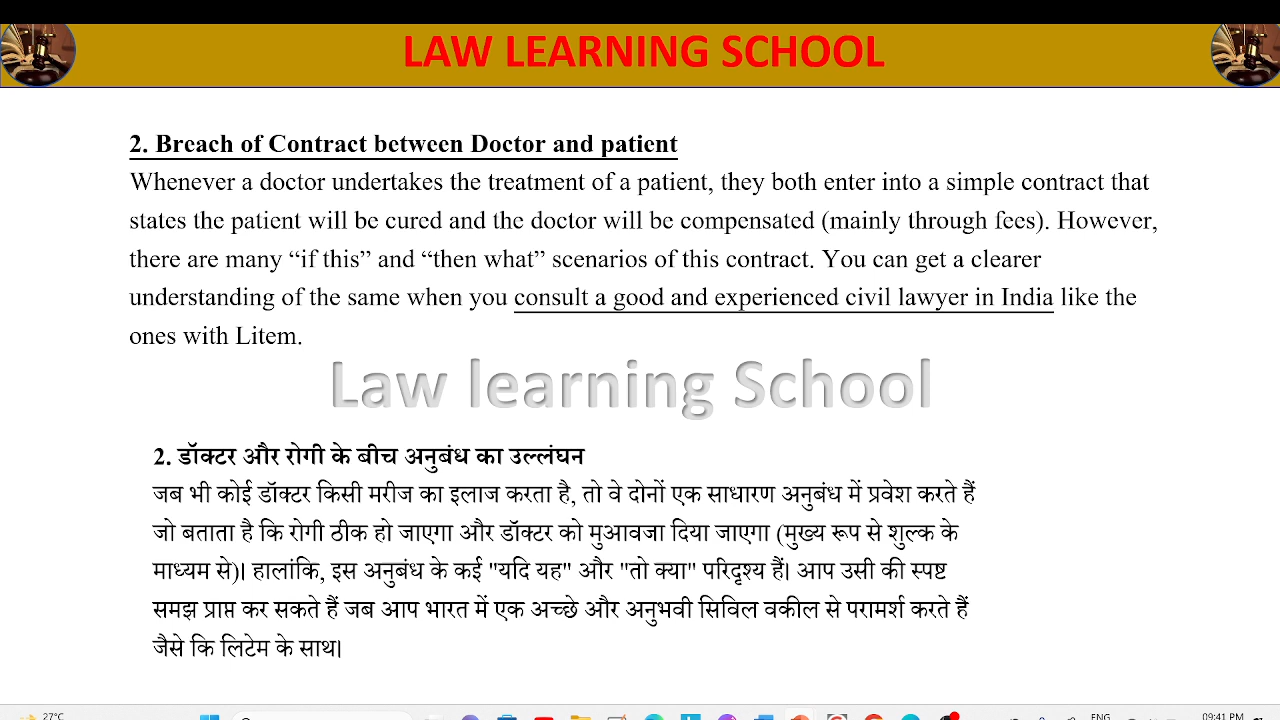 LAW LEARNING SCHOOL
2. Breach of Contract between Doctor and patient
Whenever a doctor undertakes the treatment of a patient, they both enter into a simple contract that
states the patient will be cured and the doctor will be compensated (mainly through fees). However,
there are many “if this” and “then what” scenarios of this contract. You can get a clearer
understanding of the same when you consult a good and experienced civil lawyer in India like the
ones with Litem.
Law learning School
2. डॉक्टर और रोगी के बीच अनुबंध का उल्लंघन
जब भी कोई डॉक्टर किसी मरीज का इलाज करता है, तो वे दोनों एक साधारण अनुबंध में प्रवेश करते हैं
जो बताता है कि रोगी ठीक हो जाएगा और डॉक्टर को मुआवजा दिया जाएगा (मुख्य रूप से शुल्क के
माध्यम से)। हालांकि, इस अनुबंध के कई "यदि यह" और "तो क्या" परिदृश्य हैं। आप उसी की स्पष्ट
समझ प्राप्त कर सकते हैं जब आप भारत में एक अच्छे और अनुभवी सिविल वकील से परामर्श करते हैं
जैसे कि लिटेम के साथ।
27°C
ENG
09:41 PM